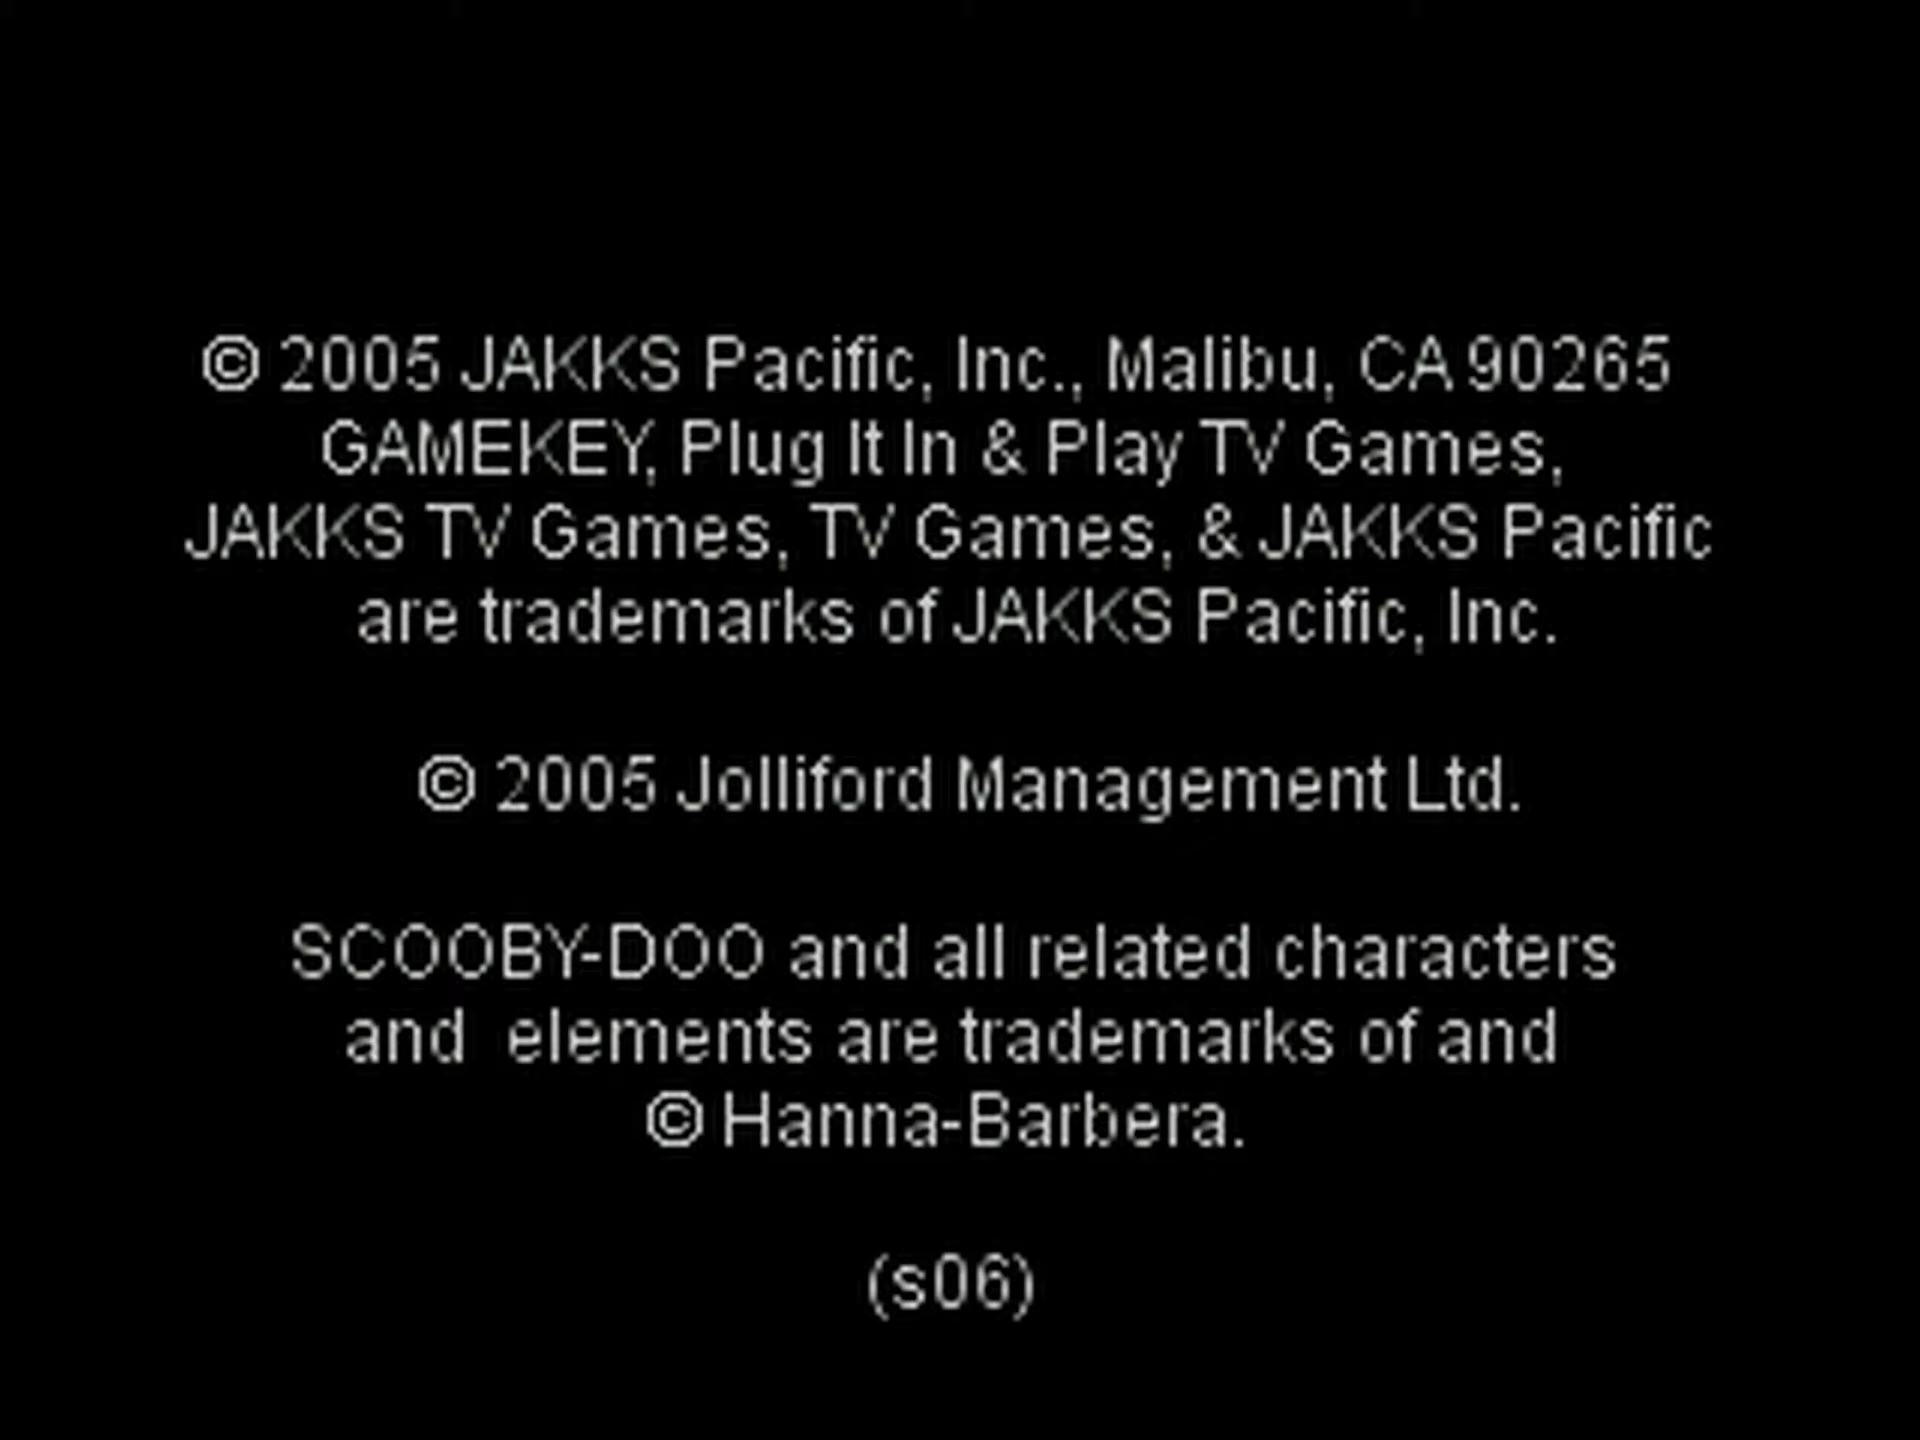 © 2005 JAKKS Pacific, Inc., Malibu, CA 90265
GAMEKEY, Plug It In & Play TV Games,
JAKKS TV Games, TV Games, & JAKKS Pacific
are trademarks of JAKKS Pacific, Inc.
© 2005 Jolliford Management Ltd.
SCOOBY-DOO and all related characters
and  elements are trademarks of and
© Hanna-Barbera.
(s06)